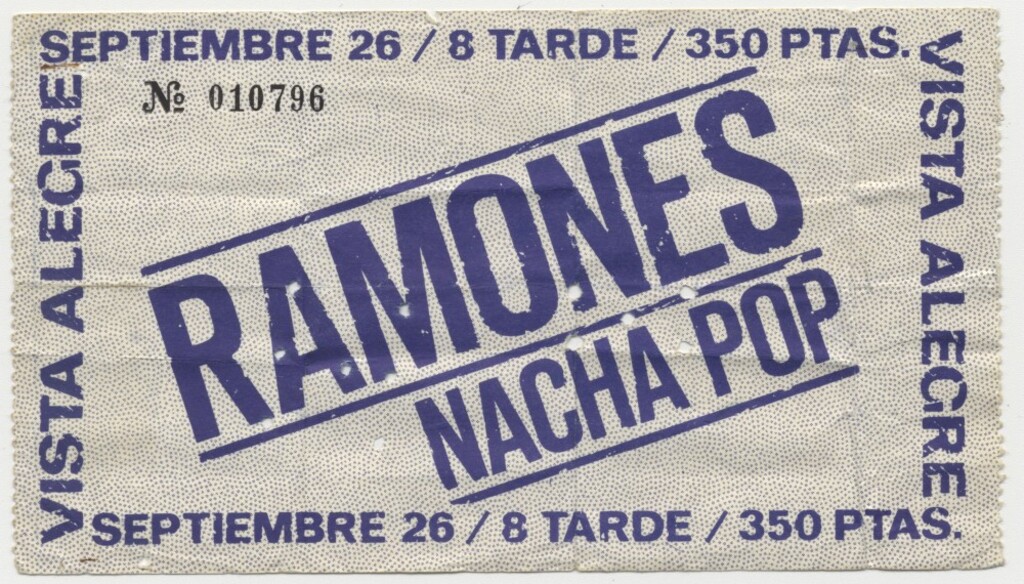 SEPTIEMBRE 26 / 8 TARDE / 350 PTAS.
Nº 010796
VISTA ALEGRE
RAMONES
NACHA POP
VISTA ALEGRE
SEPTIEMBRE 26 / 8 TARDE / 350 PTAS.